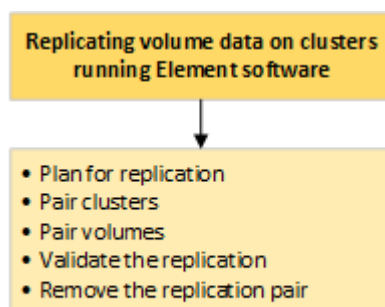 Replicating volume data on clusters
running Element software
• Plan for replication
• Pair clusters
• Pair volumes
• Validate the replication
• Remove the replication pair